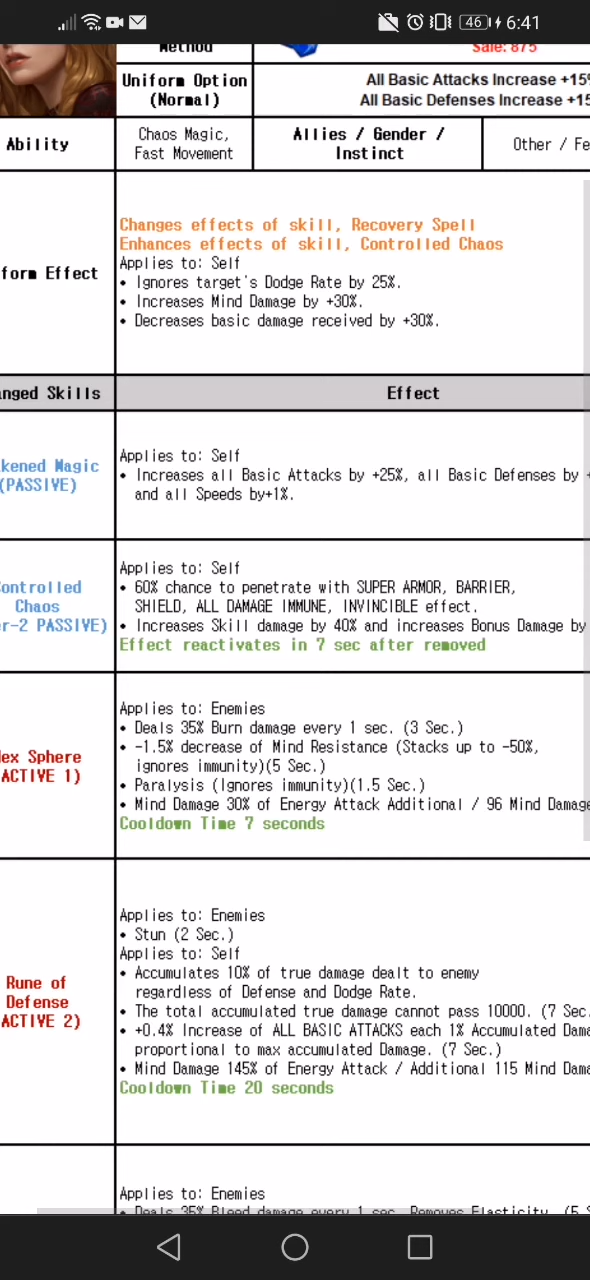 46 6:41
Method
Sale: 875
Uniform Option
(Normal)
All Basic Attacks Increase +15%
All Basic Defenses Increase +15
Ability
Chaos Magic,
Fast Movement
Allies / Gender /
Instinct
Other / Fe
form Effect
Changes effects of skill, Recovery Spell
Enhances effects of skill, Controlled Chaos
Applies to: Self
• Ignores target's Dodge Rate by 25%.
• Increases Mind Damage by +30%.
• Decreases basic damage received by +30%.
nged Skills
Effect
kened Magic
(PASSIVE)
Applies to: Self
• Increases all Basic Attacks by +25%, all Basic Defenses by +
and all Speeds by+1%.
ontrolled
Chaos
r-2 PASSIVE)
Applies to: Self
• 60% chance to penetrate with SUPER ARMOR, BARRIER,
SHIELD, ALL DAMAGE IMMUNE, INVINCIBLE effect.
• Increases Skill damage by 40% and increases Bonus Damage by
Effect reactivates in 7 sec after removed
ex Sphere
ACTIVE 1)
Applies to: Enemies
• Deals 35% Burn damage every 1 sec. (3 Sec.)
• -1.5% decrease of Mind Resistance (Stacks up to -50%,
ignores immunity)(5 Sec.)
• Paralysis (Ignores immunity)(1.5 Sec.)
• Mind Damage 30% of Energy Attack Additional / 96 Mind Damage
Cooldown Time 7 seconds
Rune of
Defense
ACTIVE 2)
Applies to: Enemies
• Stun (2 Sec.)
Applies to: Self
• Accumulates 10% of true damage dealt to enemy
regardless of Defense and Dodge Rate.
• The total accumulated true damage cannot pass 10000. (7 Sec.
• +0.4% Increase of ALL BASIC ATTACKS each 1% Accumulated Dama
proportional to max accumulated Damage. (7 Sec.)
• Mind Damage 145% of Energy Attack / Additional 115 Mind Dama
Cooldown Time 20 seconds
Applies to: Enemies
• Deals 35% Bleed damage every 1 sec. Removes Elasticity. (5 S